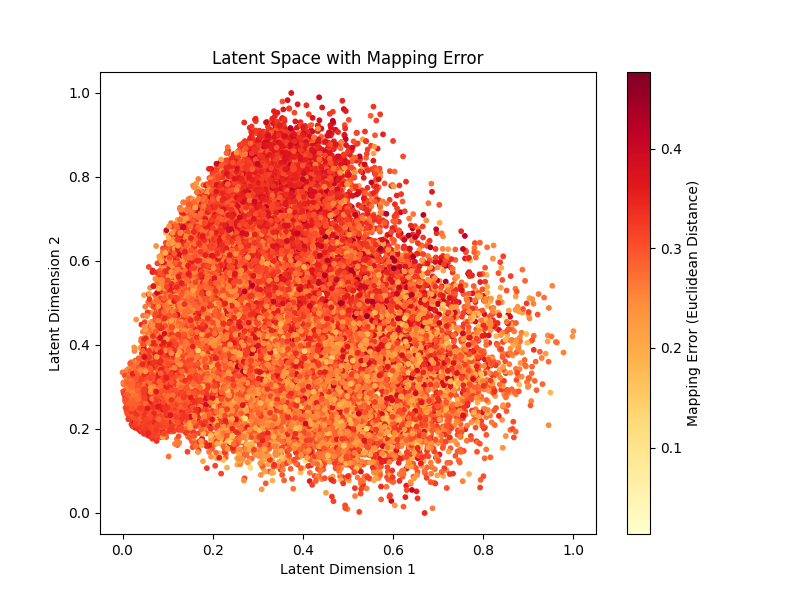 Latent Space with Mapping Error
1.0
0.8
0.6
0.4
0.2
0.0
Latent Dimension 2
0.0 0.2 0.4 0.6 0.8 1.0
Latent Dimension 1
0.4
0.3
0.2
0.1
Mapping Error (Euclidean Distance)